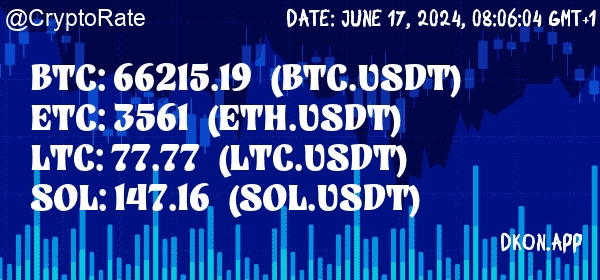 @CryptoRate
DATE: JUNE 17, 2024, 08:06:04 GMT+1
BTC: 66215.19 (BTC.USDT)
ETC: 3561 (ETH.USDT)
LTC: 77.77 (LTC.USDT)
SOL: 147.16 (SOL.USDT)
DKON.APP